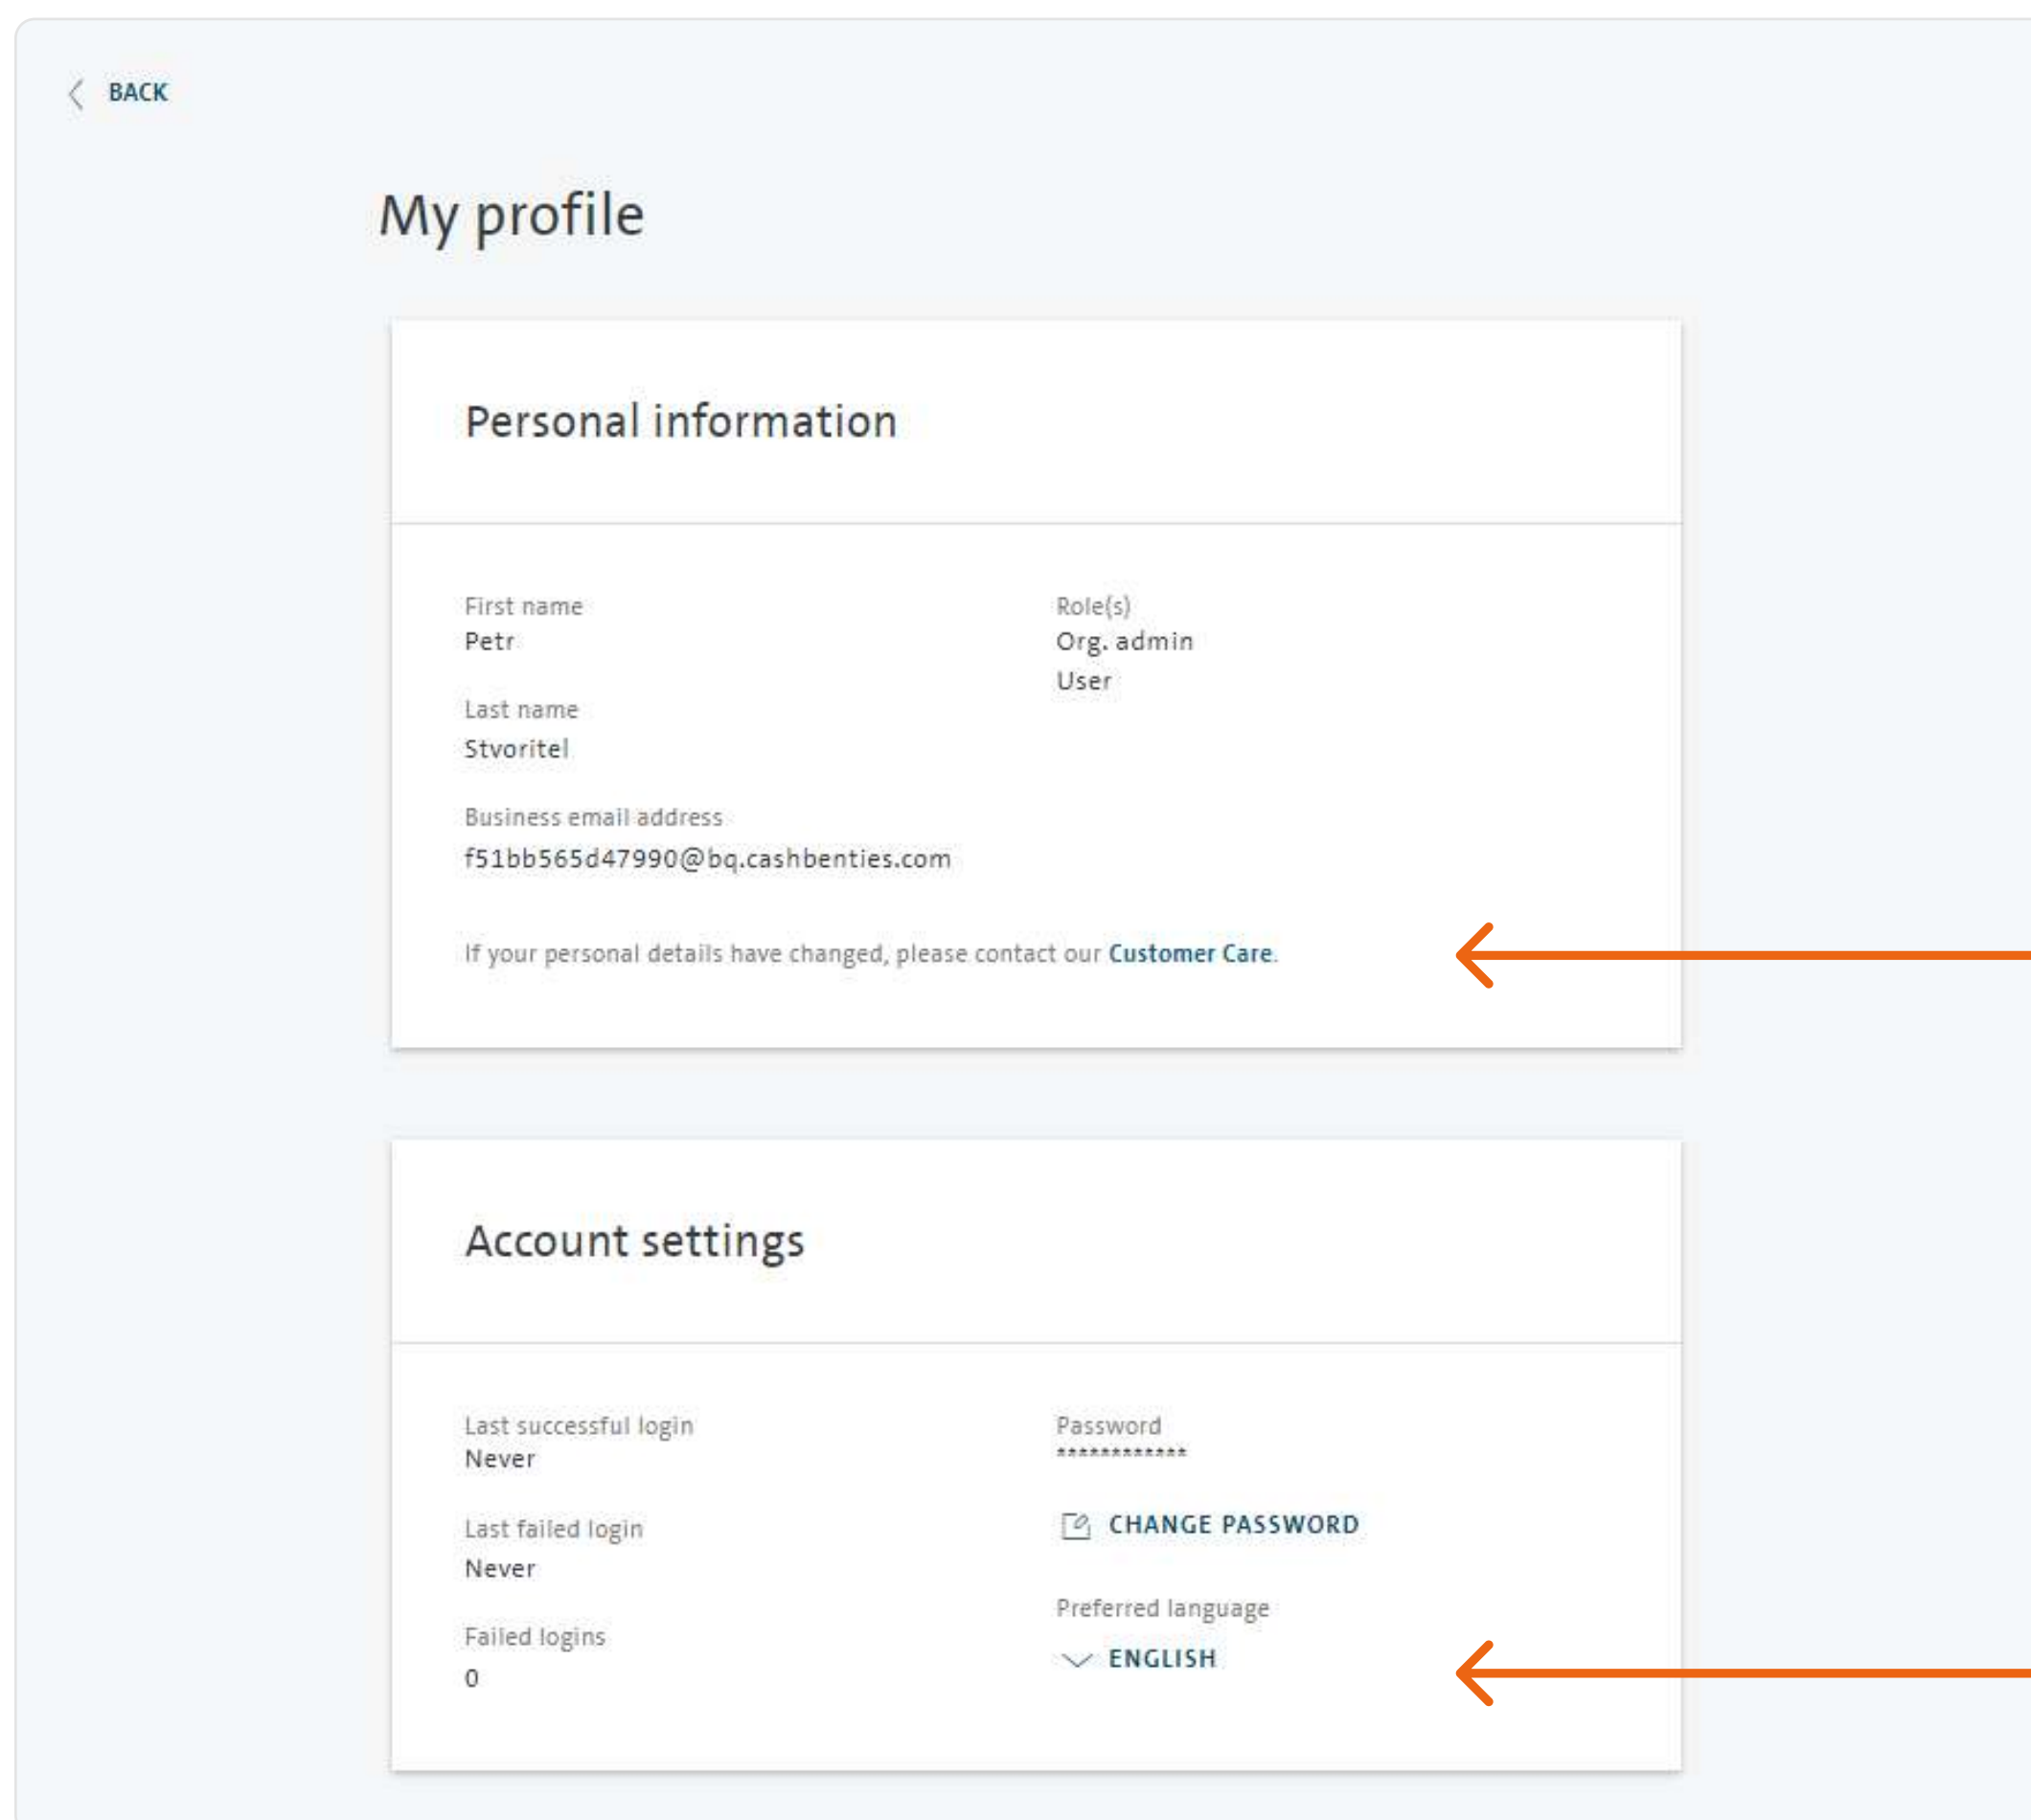 BACK
My profile
Personal information
First name
Petr
Last name
Stvoritel
Business email address
f51bb565d47990@bq.cashbenties.com
Role(s)
Org. admin
User
If your personal details have changed, please contact our Customer Care.
Account settings
Last successful login
Never
Last failed login
Never
Failed logins
0
Password
************
CHANGE PASSWORD
Preferred language
ENGLISH